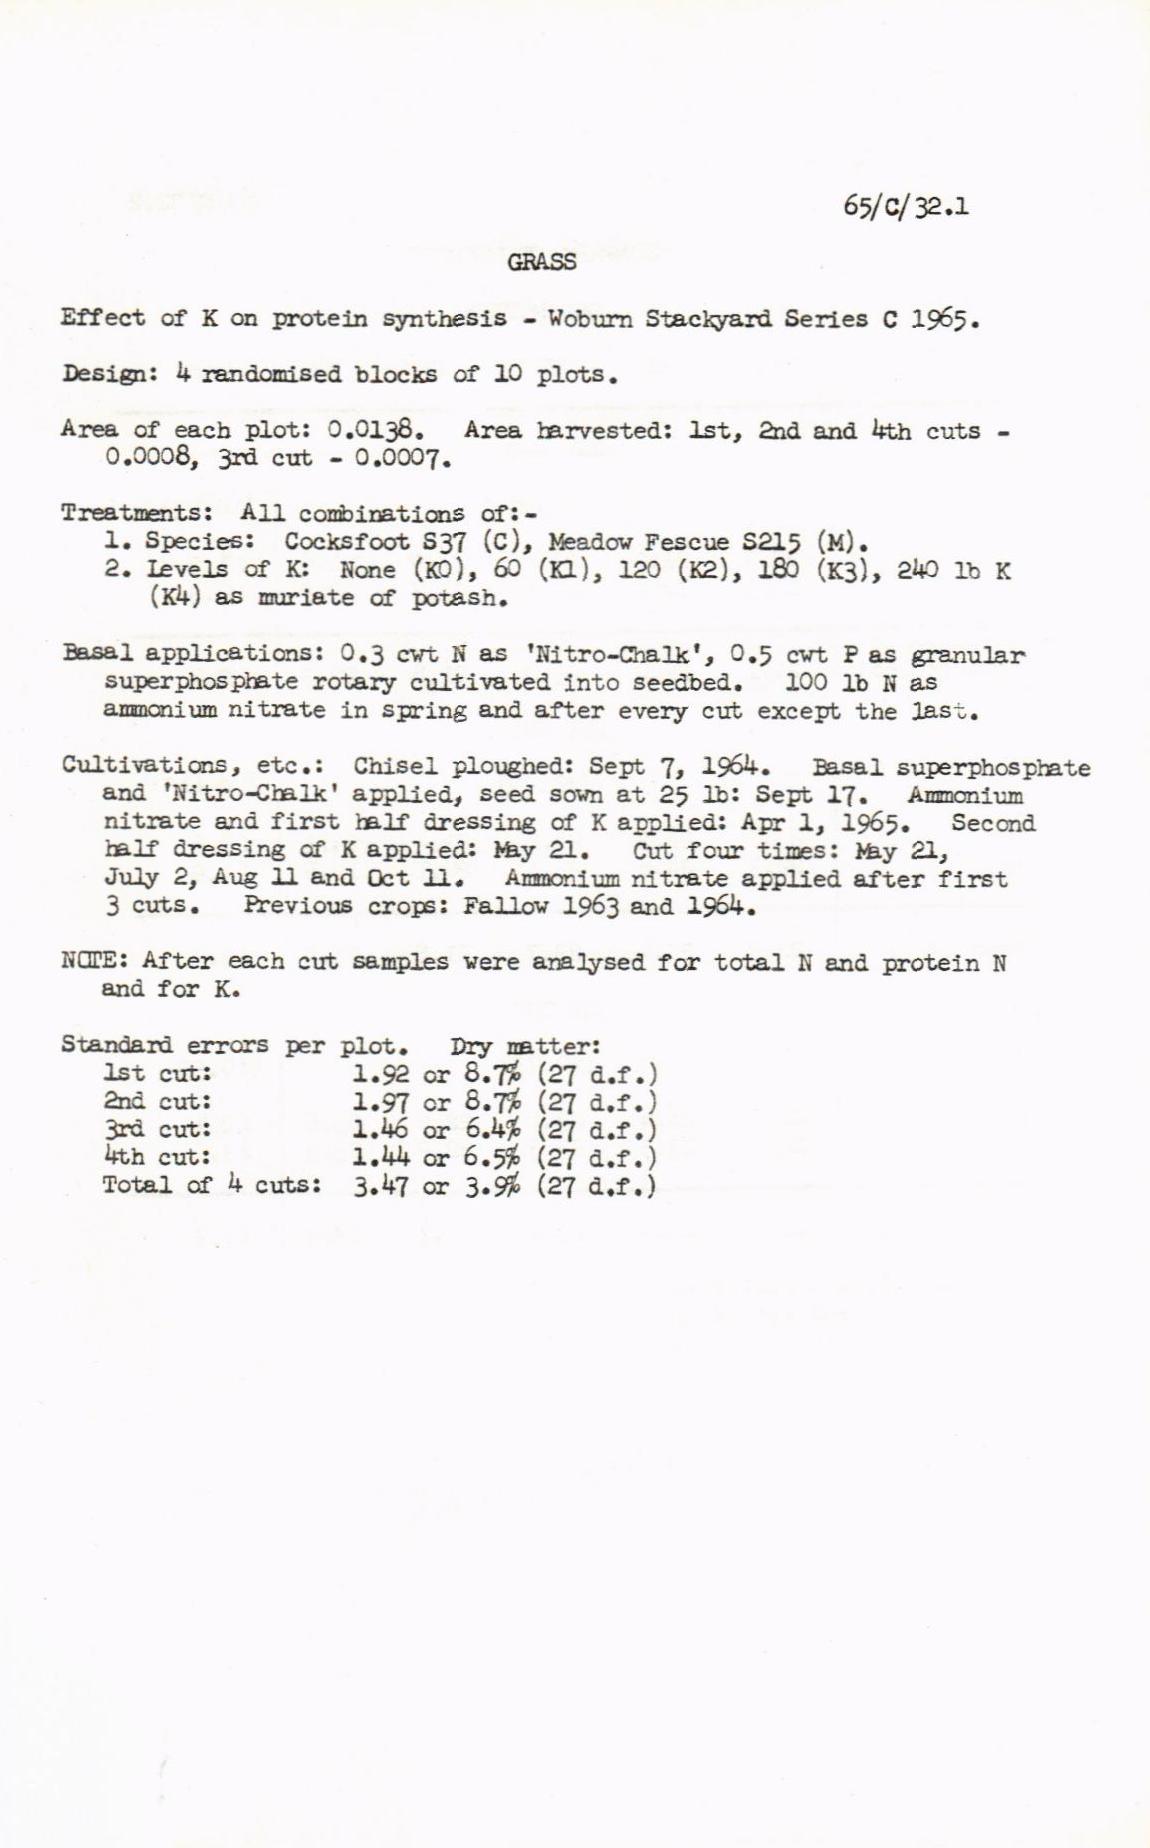 65/C/32.1
GRASS
Effect of K on protein synthesis - Woburn Stackyard Series C 1965.
Design: 4 randomised blocks of 10 plots.
Area of each plot: 0.0138. Area harvested: 1st, 2nd and 4th cuts -
0.0008, 3rd cut - 0.0007.
Treatments: All combinations of:-
1. Species: Cocksfoot S37 (C), Meadow Fescue S215 (M).
2. Levels of K: None (K0), 60 (K1), 120 (K2), 180 (K3), 240 lb K
(K4) as muriate of potash.
Basal applications: 0.3 cwt N as 'Nitro-Chalk', 0.5 cwt P as granular
superphosphate rotary cultivated into seedbed. 100 lb N as
ammonium nitrate in spring and after every cut except the last.
Cultivations, etc.: Chisel ploughed: Sept 7, 1964. Basal superphosphate
and 'Nitro-Chalk' applied, seed sown at 25 lb: Sept 17. Ammonium
nitrate and first half dressing of K applied: Apr 1, 1965. Second
half dressing of K applied: May 21. Cut four times: May 21,
July 2, Aug 11 and Oct 11. Ammonium nitrate applied after first
3 cuts. Previous crops: Fallow 1963 and 1964.
NOTE: After each cut samples were analysed for total N and protein N
and for K.
Standard errors per plot. Dry matter:
1st cut: 1.92 or 8.7% (27 d.f.)
2nd cut: 1.97 or 8.7% (27 d.f.)
3rd cut: 1.46 or 6.4% (27 d.f.)
4th cut: 1.44 or 6.5% (27 d.f.)
Total of 4 cuts: 3.47 or 3.9% (27 d.f.)